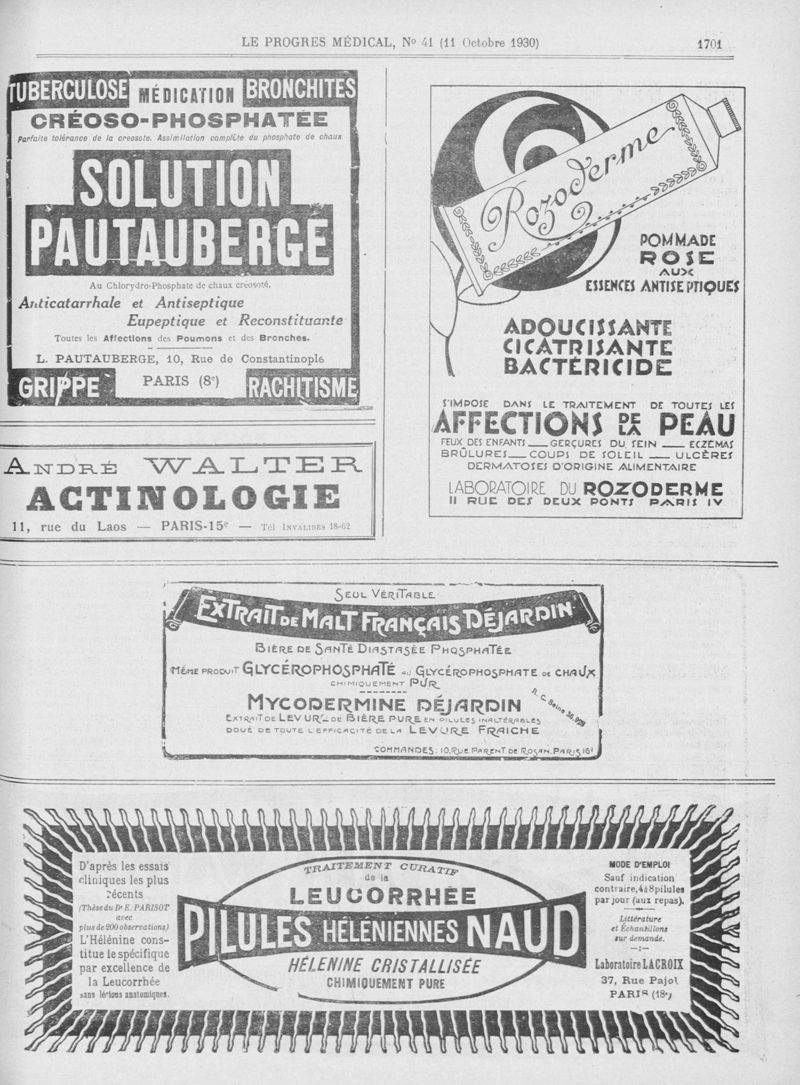 LE PROGRES MÉDICAL, No 41 (11 Octobre 1930)
1701
TUBERCULOSE MÉDICATION BRONCHITES
CRÉOSO-PHOSPHATÉE
Parfaite tolérance de la créosote. Assimilation complète du phosphate de chaux
SOLUTION
PAUTAUBERGE
Au Chlorydro-Phosphate de chaux créosoté.
Anticatarrhale et Antiseptique
Eupeptique et Reconstituante
Toutes les Affections des Poumons et des Bronches.
L. PAUTAUBERGE, 10, Rue de Constantinople
GRIPPE PARIS (8e) RACHITISME
ANDRÉ WALTER
ACTINOLOGIE
11, rue du Laos — PARIS-15e — Tél INVALIDES 18-62
Rozoderme
POMMADE
ROSE
AUX
ESSENCES ANTISEPTIQUES
ADOUCISSANTE
CICATRISANTE
BACTÉRICIDE
S'IMPOSE DANS LE TRAITEMENT DE TOUTES LES
AFFECTIONS DE LA PEAU
FEUX DES ENFANTS — GERÇURES DU SEIN — ECZÉMAS
BRÛLURES — COUPS DE SOLEIL — ULCÈRES
DERMATOSES D'ORIGINE ALIMENTAIRE
LABORATOIRE DU ROZODERME
11 RUE DES DEUX PONTS PARIS IV
SEUL VÉRITABLE
EXTRAIT DE MALT FRANÇAIS DÉJARDIN
BIÈRE DE SANTÉ DIASTASÉE PHOSPHATÉE
MÊME PRODUIT GLYCÉROPHOSPHATÉ AU GLYCÉROPHOSPHATE DE CHAUX
CHIMIQUEMENT PUR
MYCODERMINE DÉJARDIN
R. C. Seine 30.928
EXTRAIT DE LEVURE DE BIÈRE PURE EN PILULES INALTÉRABLES
DOUÉ DE TOUTE L'EFFICACITÉ DE LA LEVURE FRAICHE
COMMANDES: 10, RUE PARENT DE ROSAN, PARIS 16e
D'après les essais
cliniques les plus
récents
(Thèse du Dr E. PARISOT
avec
plus de 200 observations)
L'Hélénine cons-
titue le spécifique
par excellence de
la Leucorrhée
sans lésions anatomiques.
TRAITEMENT CURATIF
de la
LEUCORRHÉE
PILULES HÉLÉNIENNES NAUD
HÉLENINE CRISTALLISÉE
CHIMIQUEMENT PURE
MODE D'EMPLOI
Sauf indication
contraire, 4 à 8 pilules
par jour (aux repas).
Littérature
et Échantillons
sur demande.
Laboratoire LACROIX
37, Rue Pajol
PARIS (18e)